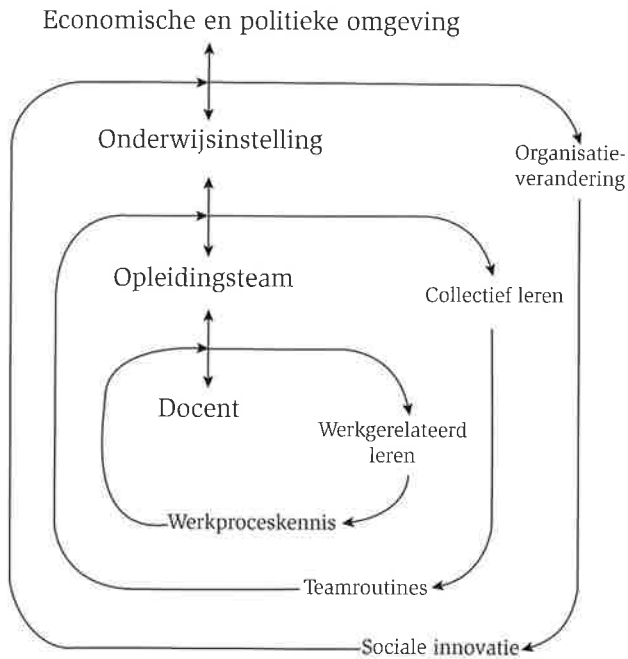 Economische en politieke omgeving
Onderwijsinstelling
Organisatie-
verandering
Opleidingsteam
Collectief leren
Docent
Werkgerelateerd
leren
Werkproceskennis
Teamroutines
Sociale innovatie